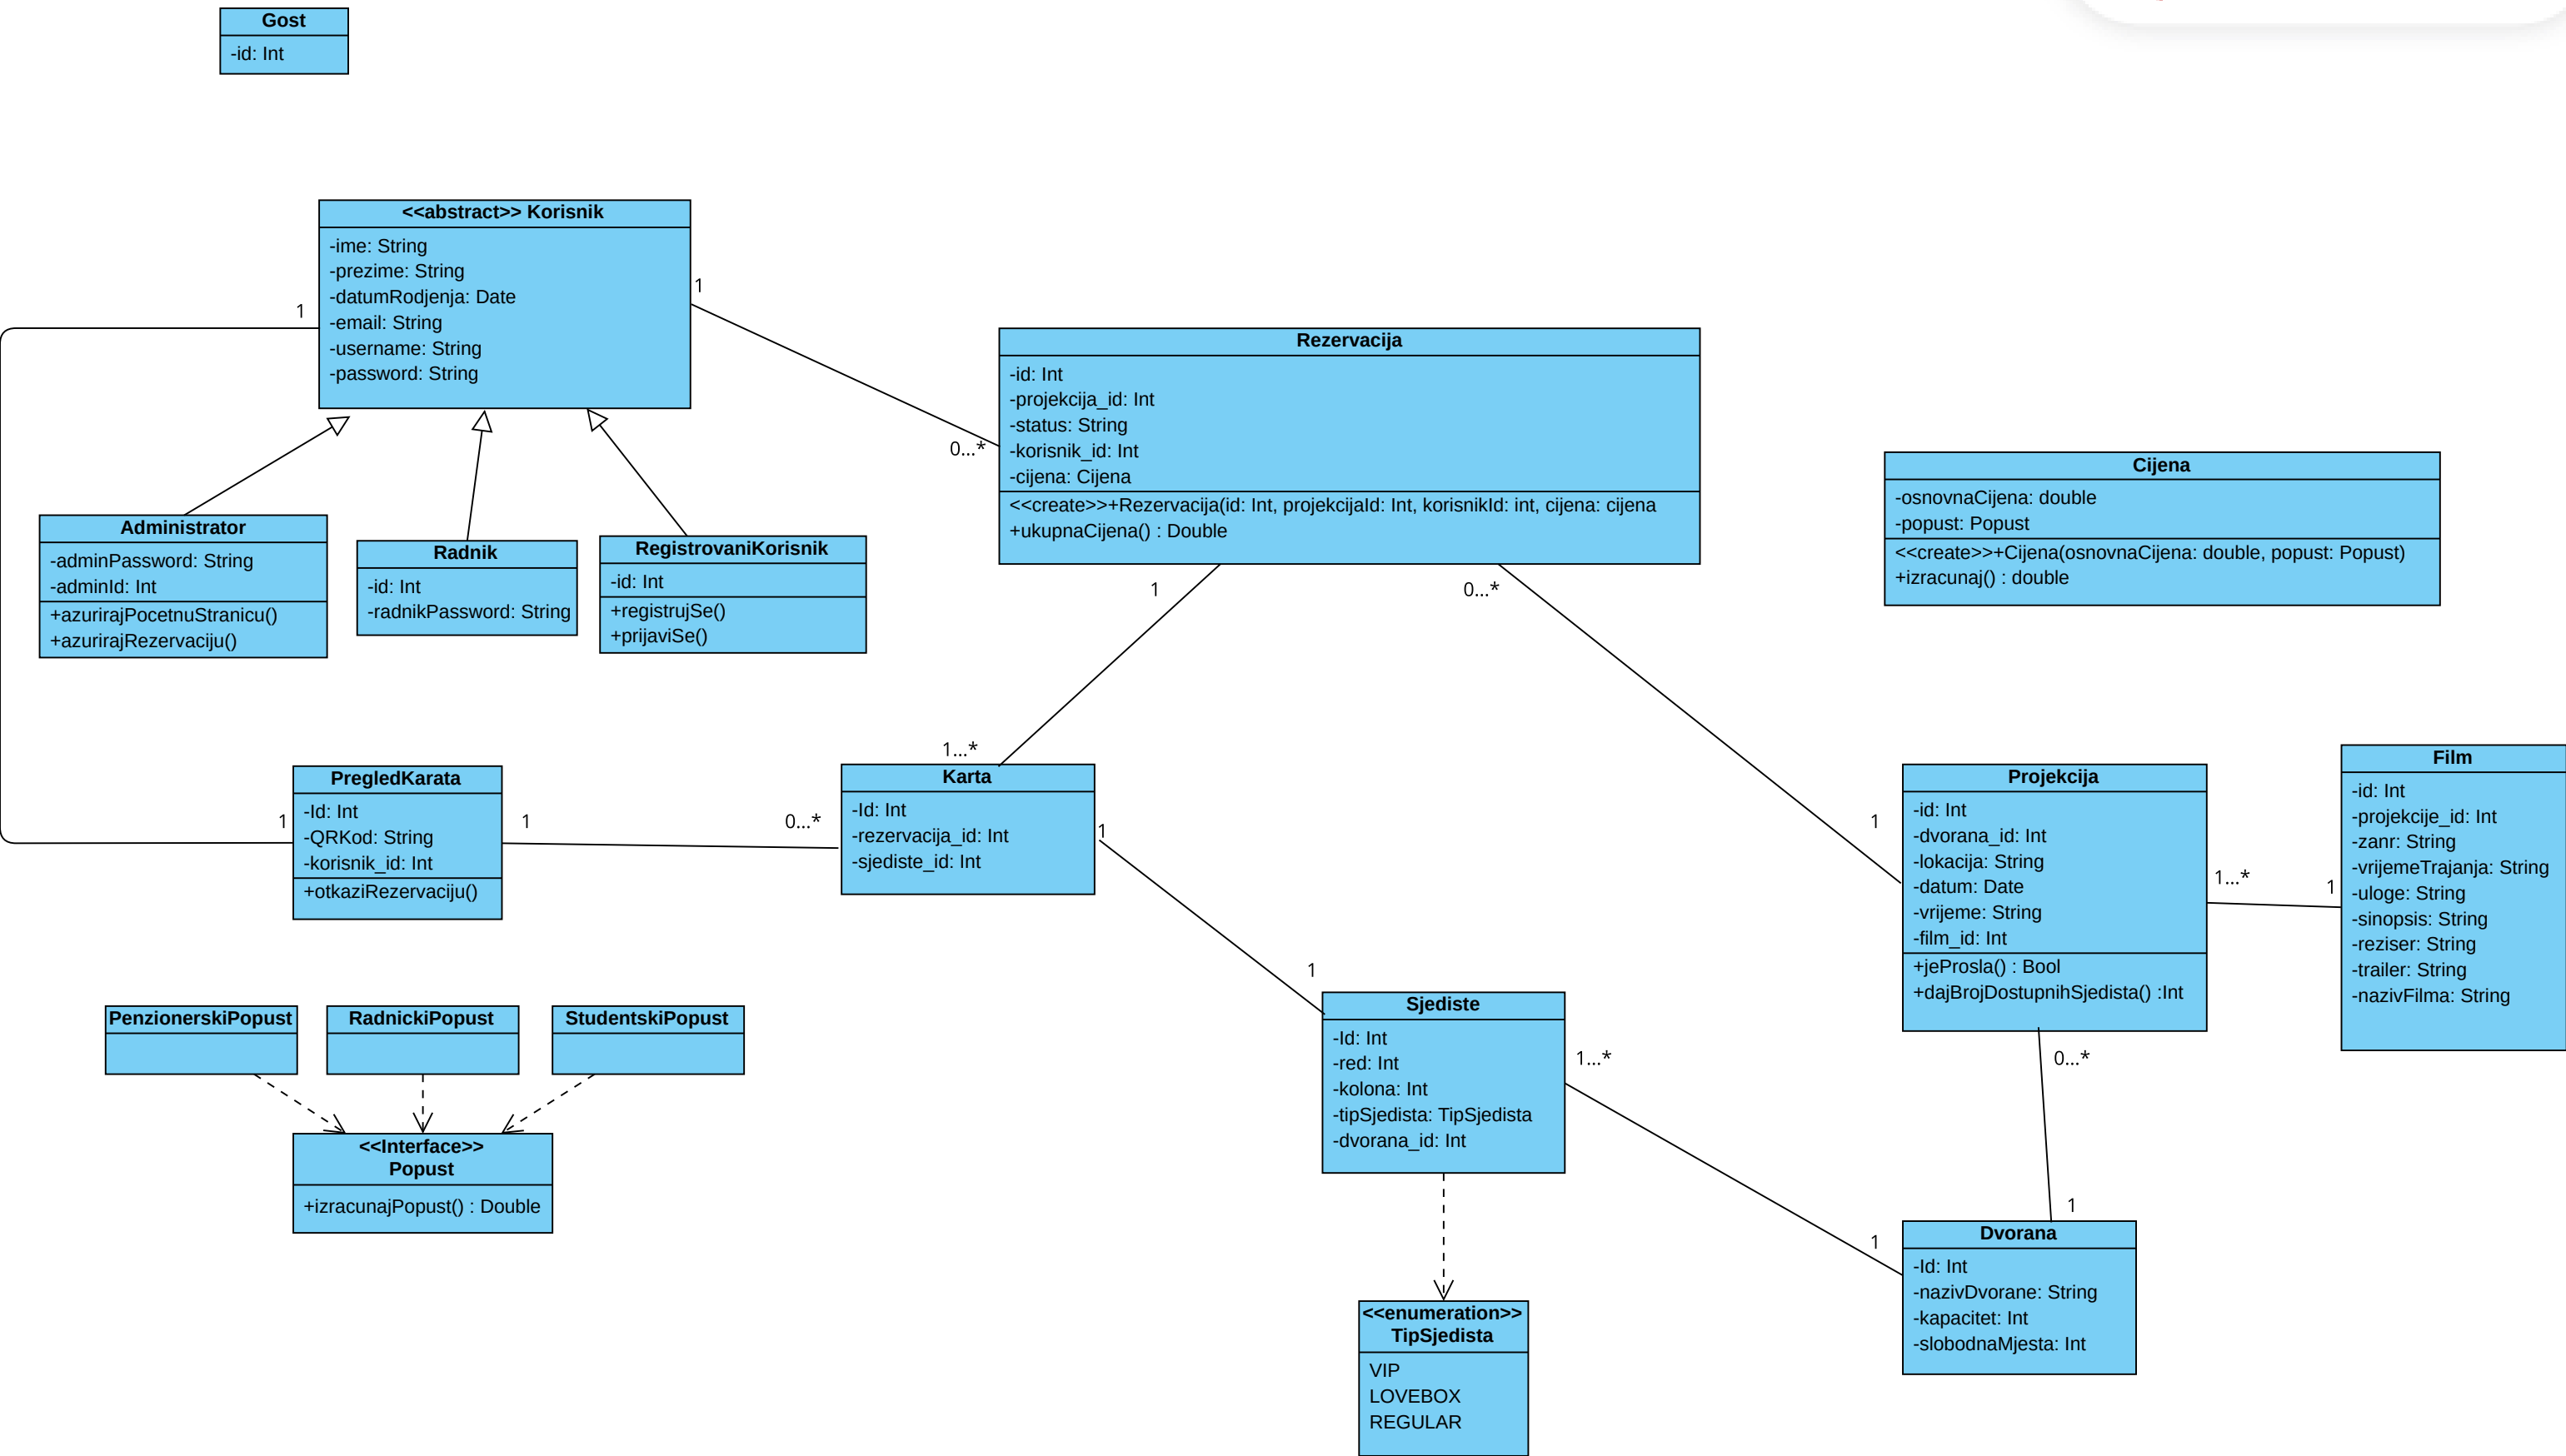 Gost
-id: Int
<<abstract>> Korisnik
-ime: String
-prezime: String
-datumRodjenja: Date
-email: String
-username: String
-password: String
1
1
0...*
Rezervacija
-id: Int
-projekcija_id: Int
-status: String
-korisnik_id: Int
-cijena: Cijena
<<create>>+Rezervacija(id: Int, projekcijaId: Int, korisnikId: int, cijena: cijena
+ukupnaCijena() : Double
Cijena
-osnovnaCijena: double
-popust: Popust
<<create>>+Cijena(osnovnaCijena: double, popust: Popust)
+izracunaj() : double
Administrator
-adminPassword: String
-adminId: Int
+azurirajPocetnuStranicu()
+azurirajRezervaciju()
Radnik
-id: Int
-radnikPassword: String
RegistrovaniKorisnik
-id: Int
+registrujSe()
+prijaviSe()
1
0...*
1...*
1
PregledKarata
-Id: Int
-QRKod: String
-korisnik_id: Int
+otkaziRezervaciju()
1
0...*
Karta
-Id: Int
-rezervacija_id: Int
-sjediste_id: Int
1
1
1
Projekcija
-id: Int
-dvorana_id: Int
-lokacija: String
-datum: Date
-vrijeme: String
-film_id: Int
+jeProsla() : Bool
+dajBrojDostupnihSjedista() :Int
1...*
1
Film
-id: Int
-projekcije_id: Int
-zanr: String
-vrijemeTrajanja: String
-uloge: String
-sinopsis: String
-reziser: String
-trailer: String
-nazivFilma: String
PenzionerskiPopust
RadnickiPopust
StudentskiPopust
<<Interface>>
Popust
+izracunajPopust() : Double
Sjediste
-Id: Int
-red: Int
-kolona: Int
-tipSjedista: TipSjedista
-dvorana_id: Int
1...*
1
0...*
1
Dvorana
-Id: Int
-nazivDvorane: String
-kapacitet: Int
-slobodnaMjesta: Int
<<enumeration>>
TipSjedista
VIP
LOVEBOX
REGULAR